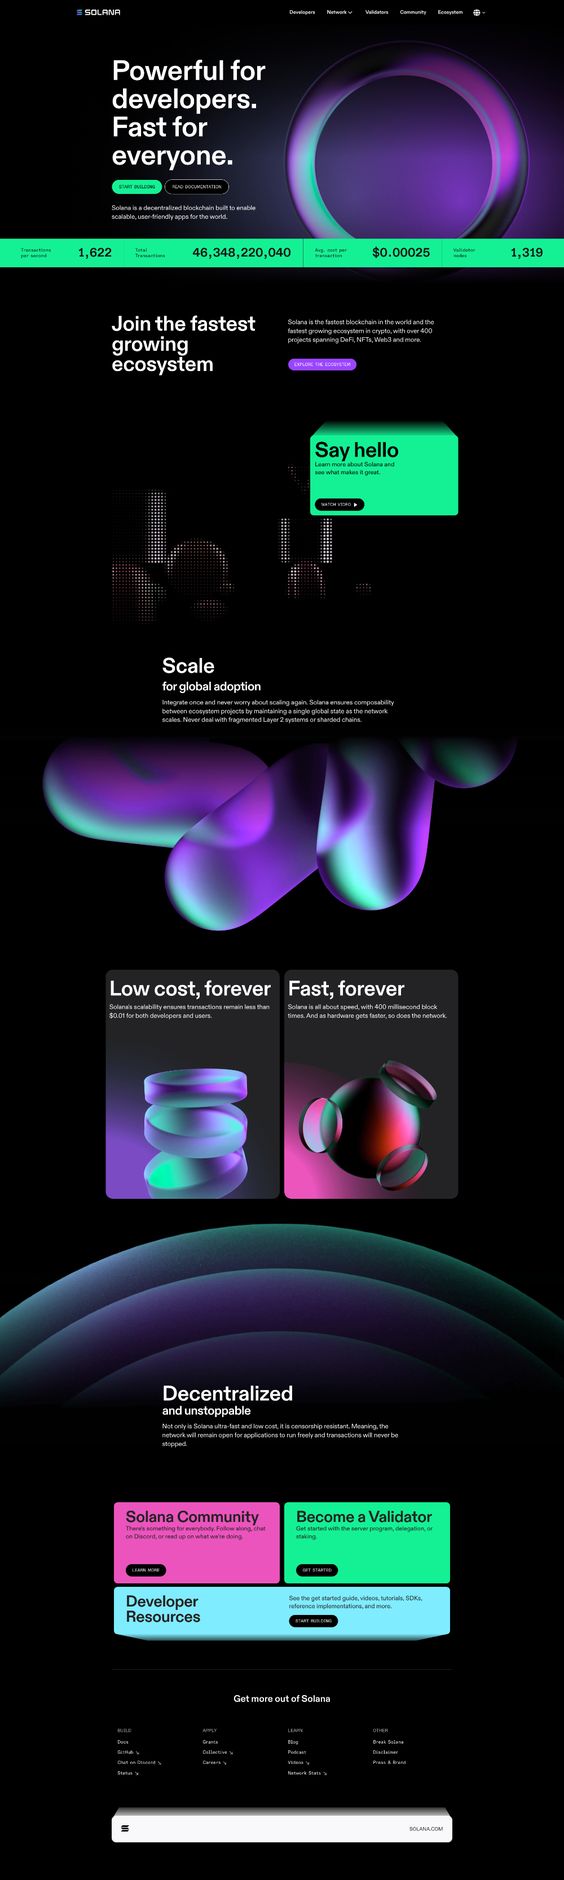 SOLANA
Developers Network Validators Community Ecosystem
Powerful for
developers.
Fast for
everyone.
START BUILDING
READ DOCUMENTATION
Solana is a decentralized blockchain built to enable
scalable, user-friendly apps for the world.
Transactions
per second
1,622
Total
Transactions
46,348,220,040
Avg. cost per
transaction
$0.00025
Validator
nodes
1,319
Join the fastest
growing
ecosystem
Solana is the fastest blockchain in the world and the
fastest growing ecosystem in crypto, with over 400
projects spanning DeFi, NFTs, Web3 and more.
EXPLORE THE ECOSYSTEM
Say hello
Learn more about Solana and
see what makes it great.
WATCH VIDEO
Scale
for global adoption
Integrate once and never worry about scaling again. Solana ensures composability
between ecosystem projects by maintaining a single global state as the network
scales. Never deal with fragmented Layer 2 systems or sharded chains.
Low cost, forever
Solana's scalability ensures transactions remain less than
$0.01 for both developers and users.
Fast, forever
Solana is all about speed, with 400 millisecond block
times. And as hardware gets faster, so does the network.
Decentralized
and unstoppable
Not only is Solana ultra-fast and low cost, it is censorship resistant. Meaning, the
network will remain open for applications to run freely and transactions will never be
stopped.
Solana Community
There's something for everybody. Follow along, chat
on Discord, or read up on what we're doing.
LEARN MORE
Become a Validator
Get started with the server program, delegation, or
staking.
GET STARTED
Developer
Resources
See the get started guide, videos, tutorials, SDKs,
reference implementations, and more.
START BUILDING
Get more out of Solana
BUILD
Docs
GitHub ↘
Chat on Discord ↘
Status ↘
APPLY
Grants
Collective ↘
Careers ↘
LEARN
Blog
Podcast
Videos ↘
Network Stats ↘
OTHER
Break Solana
Disclaimer
Press & Brand
SOLANA.COM